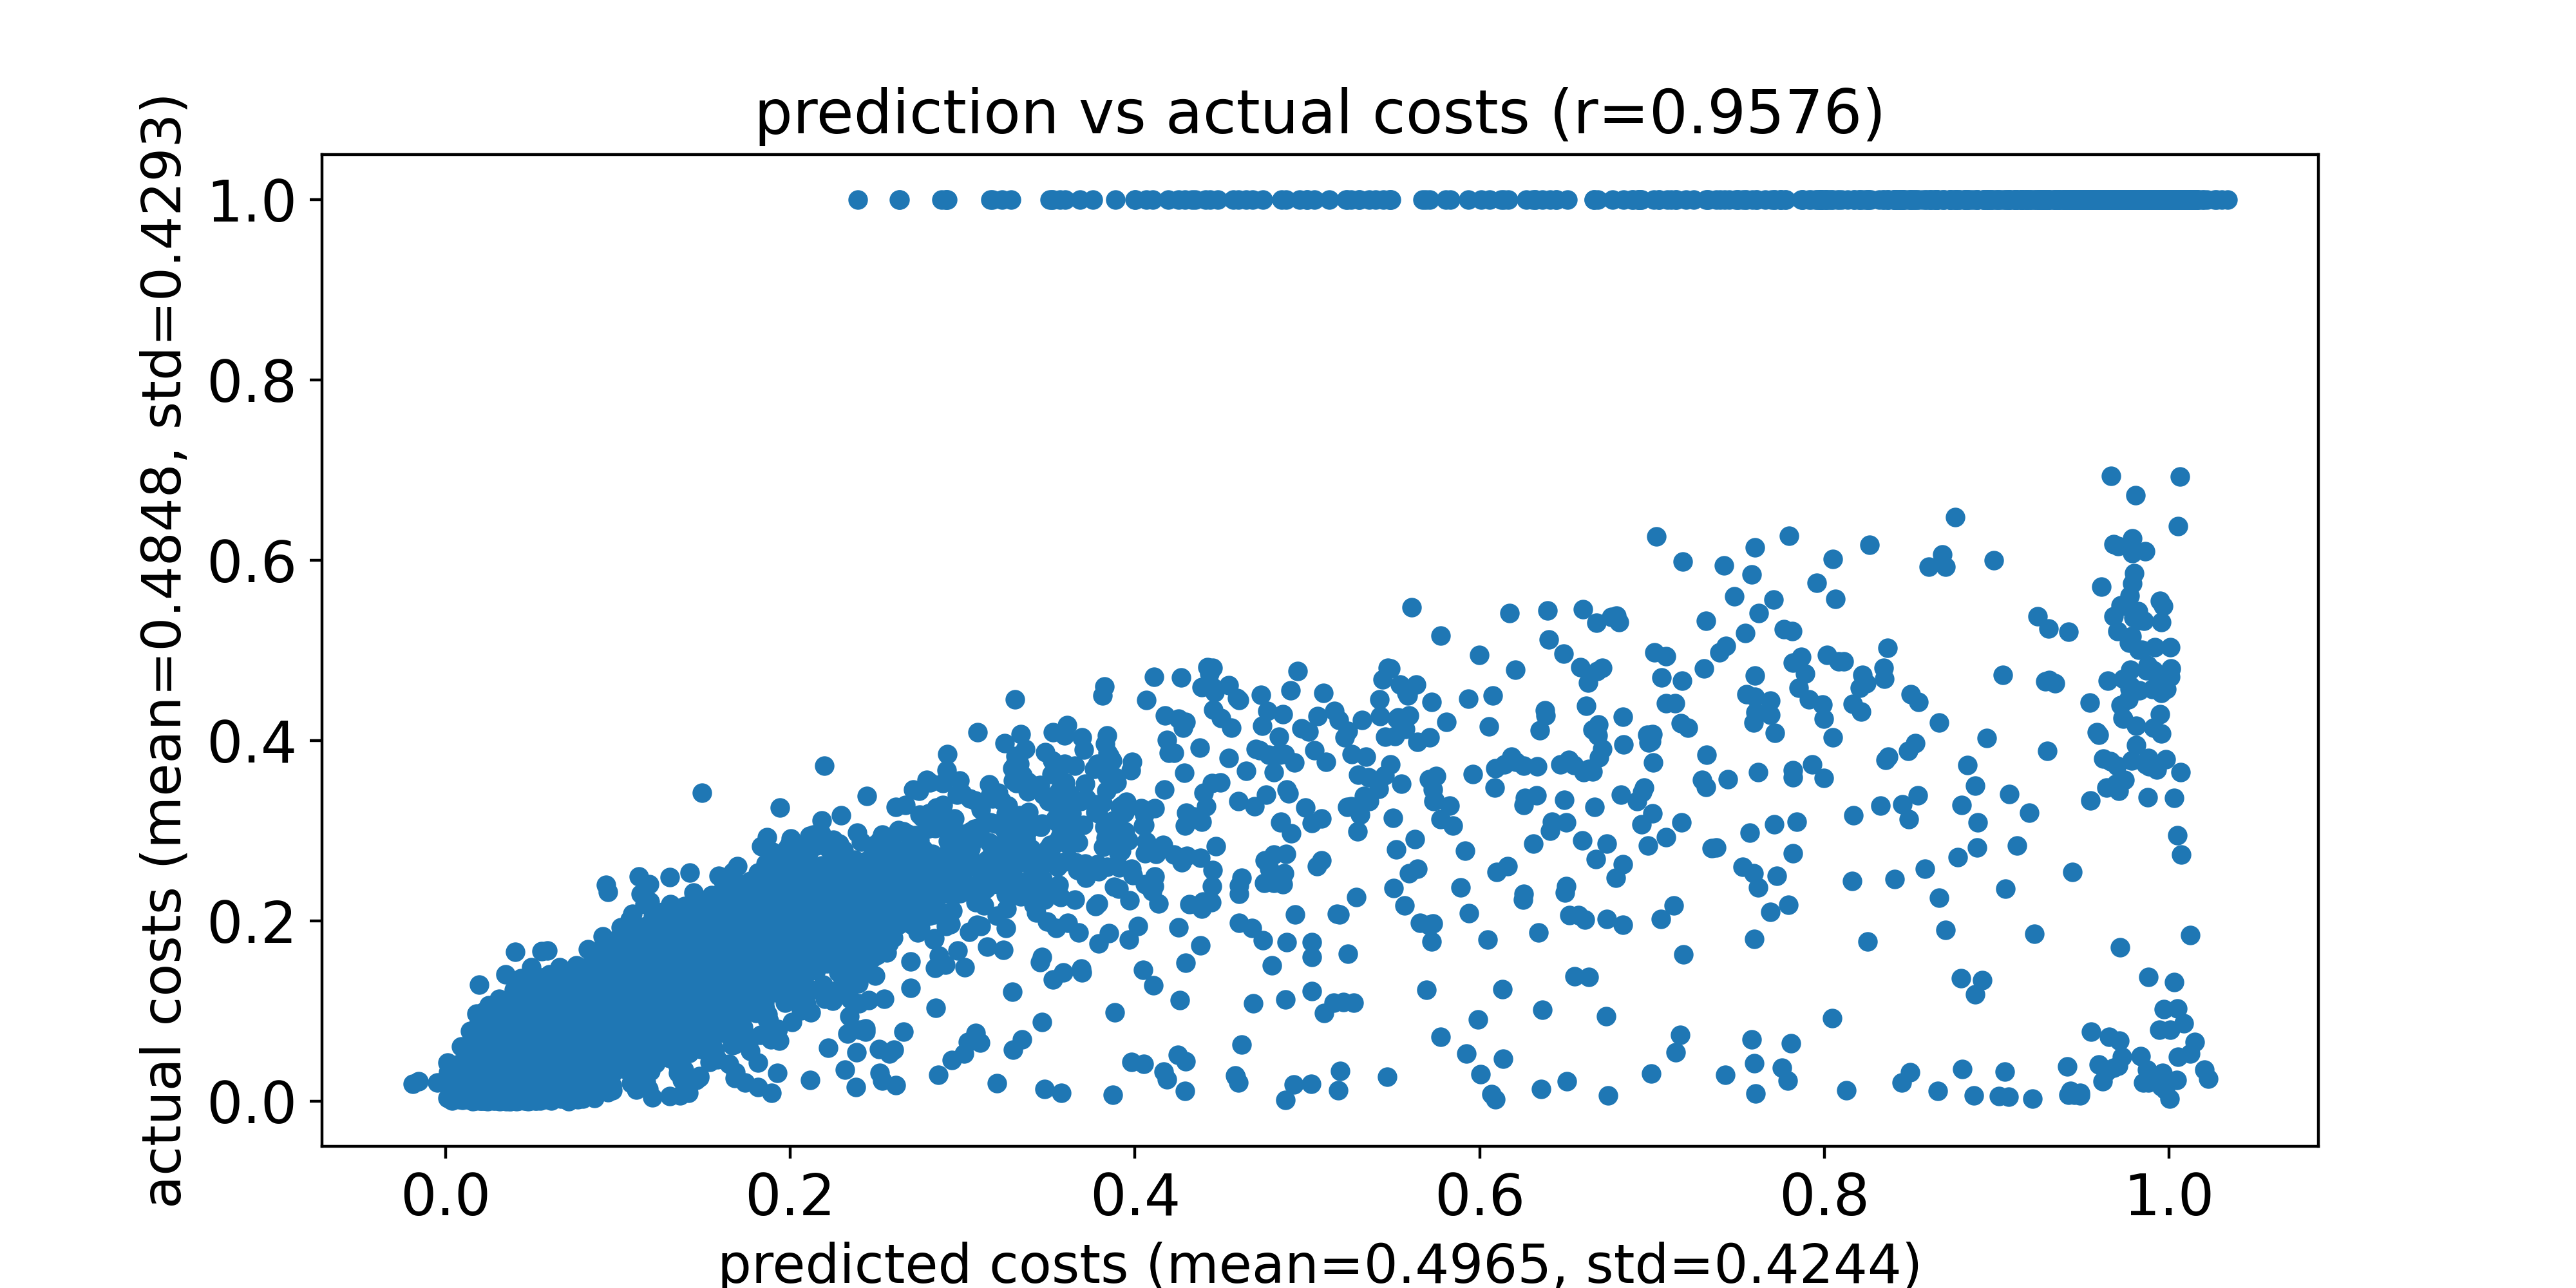 prediction vs actual costs (r=0.9576)
actual costs (mean=0.4848, std=0.4293)
1.0
0.8
0.6
0.4
0.2
0.0
0.0 0.2 0.4 0.6 0.8 1.0
predicted costs (mean=0.4965, std=0.4244)